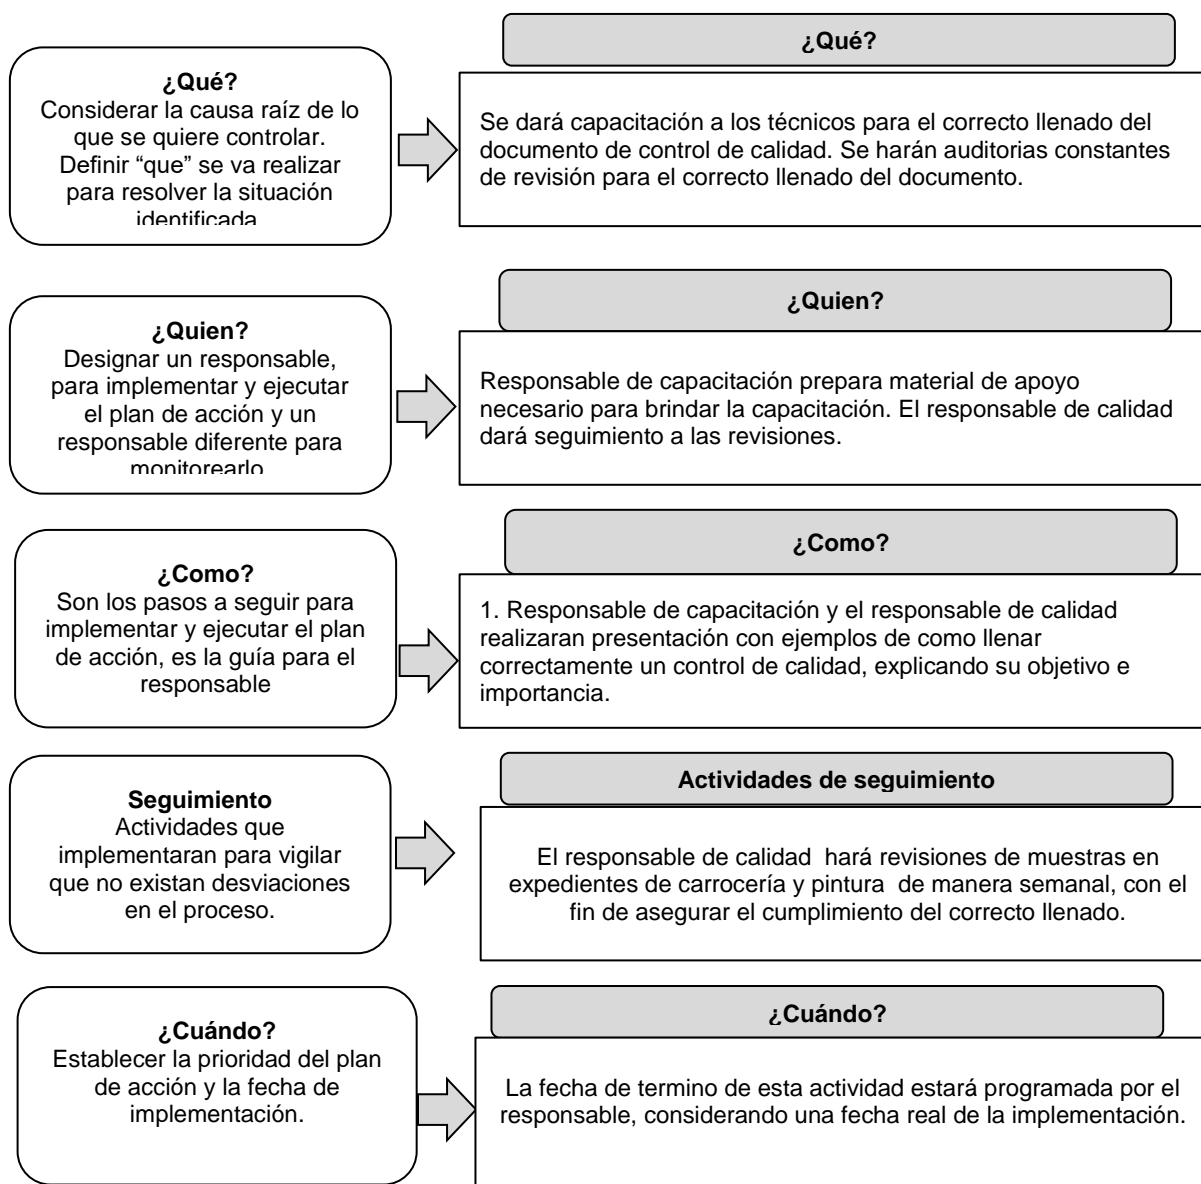 ¿Qué?
Considerar la causa raíz de lo
que se quiere controlar.
Definir “que” se va realizar
para resolver la situación
identificada
¿Qué?
Se dará capacitación a los técnicos para el correcto llenado del
documento de control de calidad. Se harán auditorias constantes
de revisión para el correcto llenado del documento.
¿Quien?
Designar un responsable,
para implementar y ejecutar
el plan de acción y un
responsable diferente para
monitorearlo
¿Quien?
Responsable de capacitación prepara material de apoyo
necesario para brindar la capacitación. El responsable de calidad
dará seguimiento a las revisiones.
¿Como?
Son los pasos a seguir para
implementar y ejecutar el plan
de acción, es la guía para el
responsable
¿Como?
1. Responsable de capacitación y el responsable de calidad
realizaran presentación con ejemplos de como llenar
correctamente un control de calidad, explicando su objetivo e
importancia.
Seguimiento
Actividades que
implementaran para vigilar
que no existan desviaciones
en el proceso.
Actividades de seguimiento
El responsable de calidad  hará revisiones de muestras en
expedientes de carrocería y pintura  de manera semanal, con el
fin de asegurar el cumplimiento del correcto llenado.
¿Cuándo?
Establecer la prioridad del plan
de acción y la fecha de
implementación.
¿Cuándo?
La fecha de termino de esta actividad estará programada por el
responsable, considerando una fecha real de la implementación.